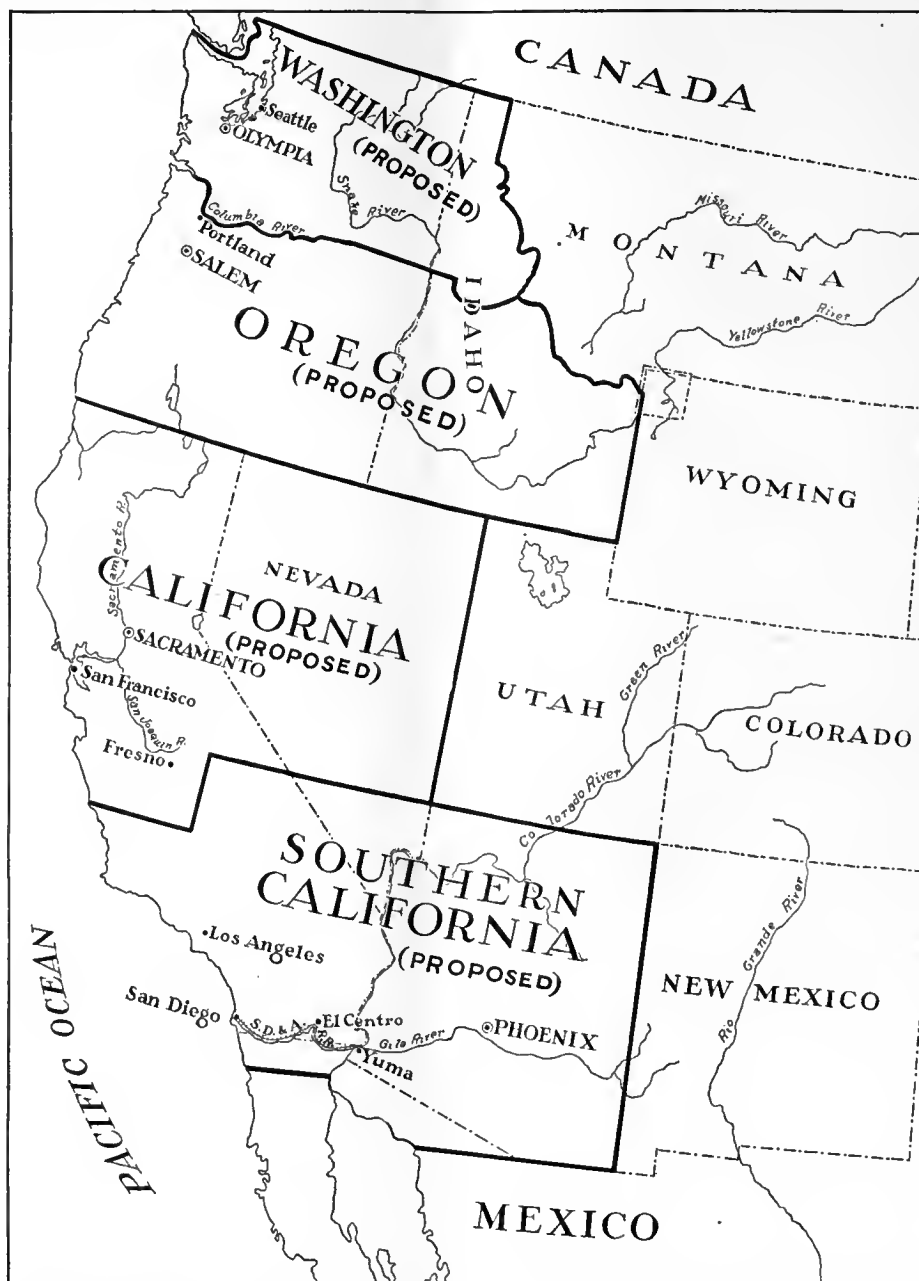 CANADA
WASHINGTON
(PROPOSED)
Seattle
OLYMPIA
Snake River
Columbia River
Portland
SALEM
Missouri River
MONTANA
Yellowstone River
IDAHO
OREGON
(PROPOSED)
WYOMING
Sacramento R.
NEVADA
CALIFORNIA
(PROPOSED)
SACRAMENTO
San Francisco
San Joaquin R.
Fresno
UTAH
Green River
COLORADO
Colorado River
SOUTHERN
CALIFORNIA
(PROPOSED)
Los Angeles
San Diego
S.D. & A. R.R.
El Centro
Yuma
Gila River
PHOENIX
NEW MEXICO
Rio Grande River
PACIFIC OCEAN
MEXICO